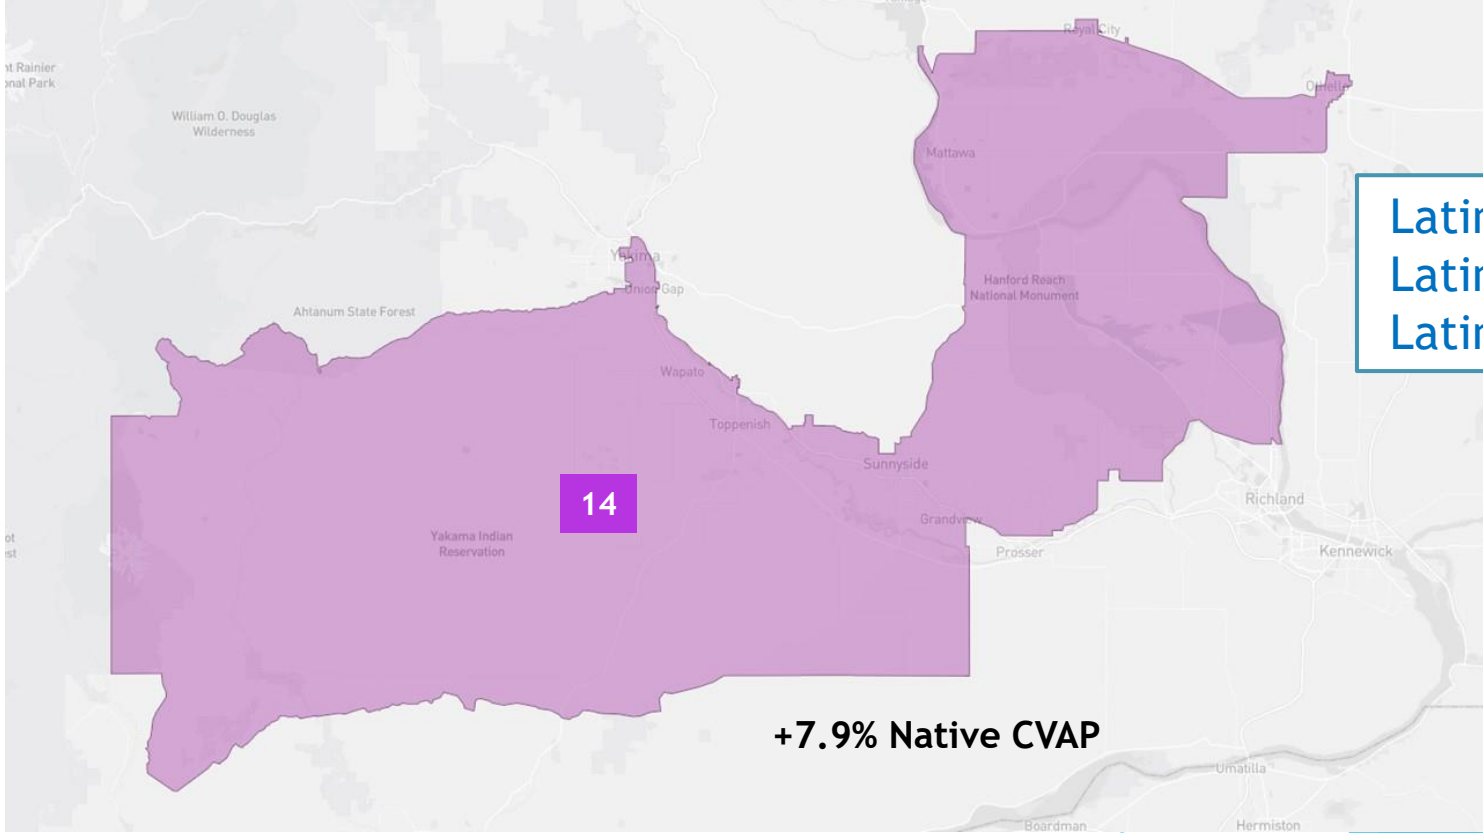 Royal City
nt Rainier
onal Park
Othello
William O. Douglas
Wilderness
Mattawa
Latin
Latin
Latin
Yakima
Union Gap
Hanford Reach
National Monument
Ahtanum State Forest
Wapato
Toppenish
Sunnyside
14
Richland
Grandview
Yakama Indian
Reservation
ot
est
Prosser
Kennewick
+7.9% Native CVAP
Umatilla
Boardman
Hermiston